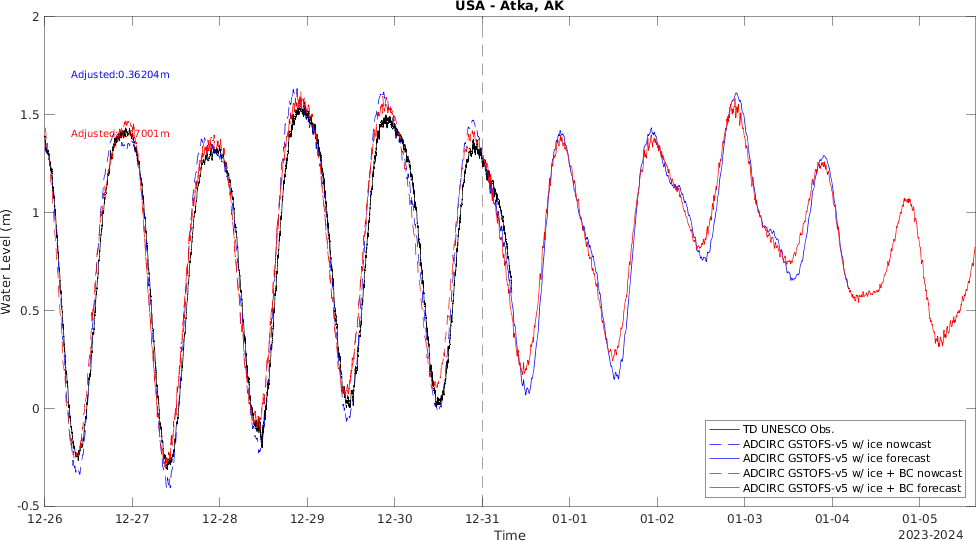 USA - Atka, AK
2
1.5
1
0.5
0
-0.5
Water Level (m)
Adjusted:0.36204m
12-26
12-27
12-28
12-29
12-30
12-31
01-01
01-02
01-03
01-04
01-05
Time
2023-2024
TD UNESCO Obs.
ADCIRC GSTOFS-v5 w/ ice nowcast
ADCIRC GSTOFS-v5 w/ ice forecast
ADCIRC GSTOFS-v5 w/ ice + BC nowcast
ADCIRC GSTOFS-v5 w/ ice + BC forecast